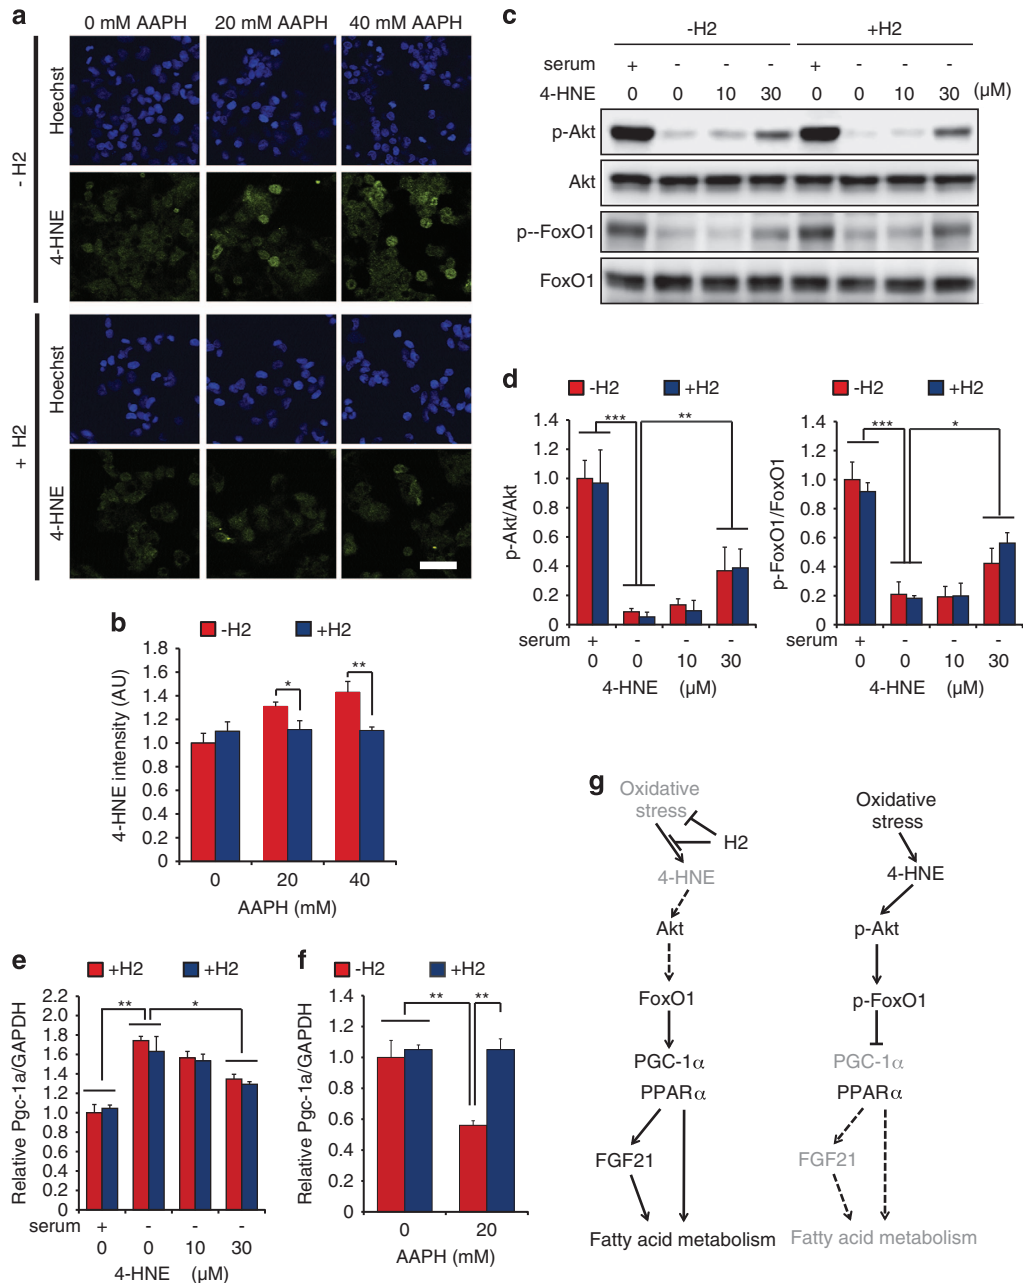 a
0 mM AAPH 20 mM AAPH 40 mM AAPH
- H2
Hoechst
4-HNE
+ H2
Hoechst
4-HNE
b
-H2 +H2
4-HNE intensity (AU)
1.8
1.6
1.4
1.2
1.0
0.8
0.6
0.4
0.2
0
* **
0 20 40
AAPH (mM)
c
-H2 +H2
serum + - - - + - - -
4-HNE 0 0 10 30 0 0 10 30 (μM)
p-Akt
Akt
p--FoxO1
FoxO1
d
-H2 +H2
p-Akt/Akt
1.4
1.2
1.0
0.8
0.6
0.4
0.2
0
*** **
serum + - - -
0 0 10 30
4-HNE (μM)
-H2 +H2
p-FoxO1/FoxO1
1.4
1.2
1.0
0.8
0.6
0.4
0.2
0
*** *
serum + - - -
0 0 10 30
4-HNE (μM)
e
+H2 +H2
Relative Pgc-1a/GAPDH
2.2
2.0
1.8
1.6
1.4
1.2
1.0
0.8
0.6
0.4
0.2
0
** *
serum + - - -
0 0 10 30
4-HNE (μM)
f
-H2 +H2
Relative Pgc-1a/GAPDH
1.4
1.2
1.0
0.8
0.6
0.4
0.2
0
** **
0 20
AAPH (mM)
g
Oxidative
stress
H2
4-HNE
Akt
FoxO1
PGC-1α
PPARα
FGF21
Fatty acid metabolism
Oxidative
stress
4-HNE
p-Akt
p-FoxO1
PGC-1α
PPARα
FGF21
Fatty acid metabolism